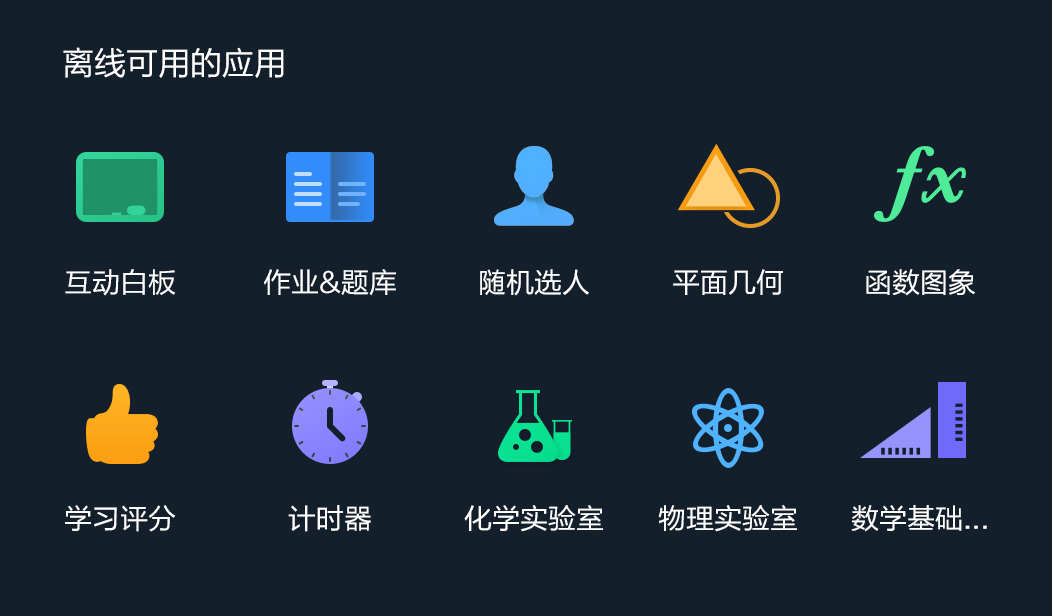 离线可用的应用
互动白板
作业&题库
随机选人
平面几何
fx
函数图象
学习评分
计时器
化学实验室
物理实验室
数学基础...